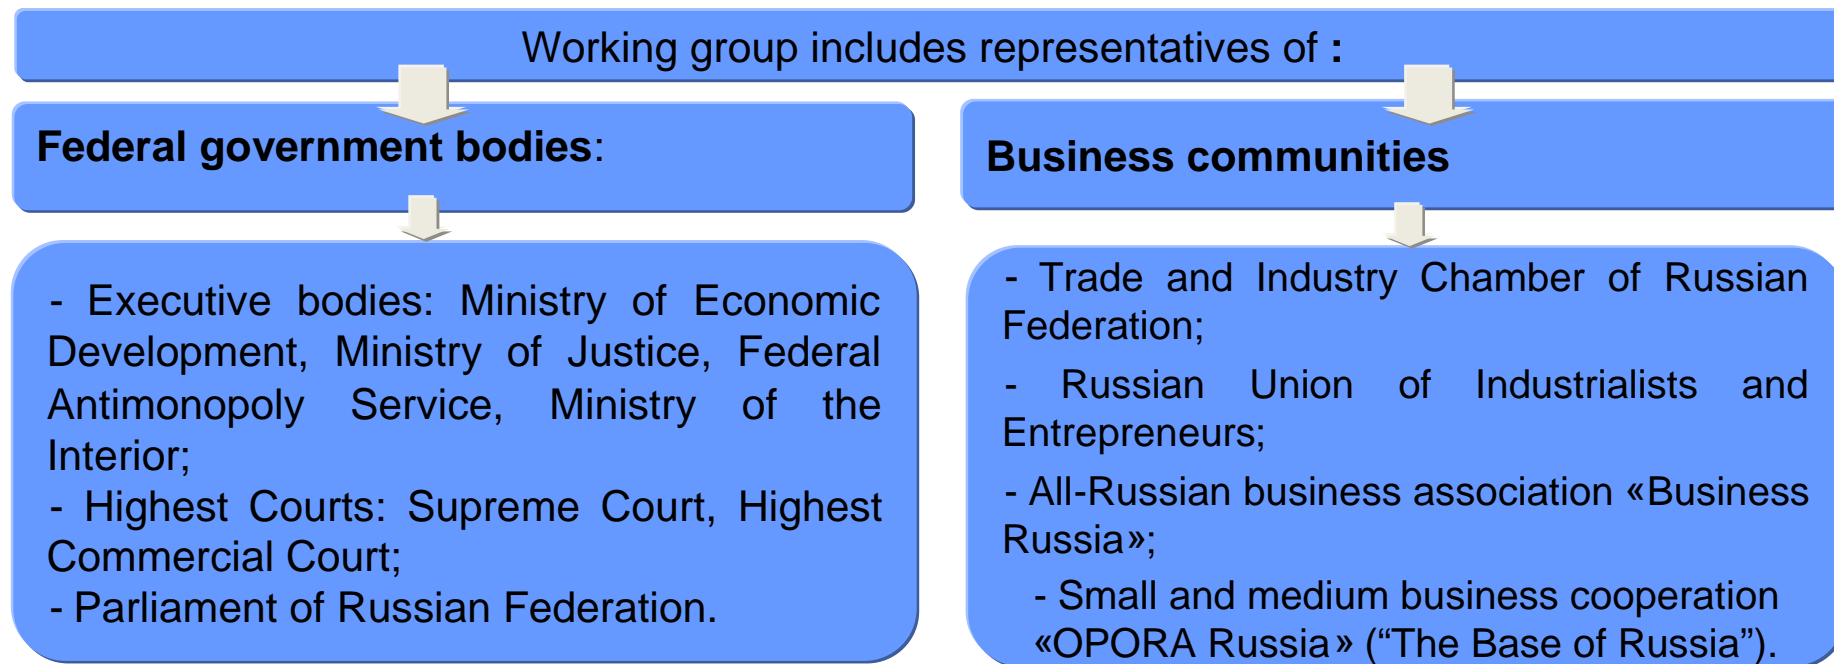 Working group includes representatives of :
Federal government bodies:
- Executive bodies: Ministry of Economic
Development, Ministry of Justice, Federal
Antimonopoly Service, Ministry of the
Interior;
- Highest Courts: Supreme Court, Highest
Commercial Court;
- Parliament of Russian Federation.
Business communities
- Trade and Industry Chamber of Russian
Federation;
- Russian Union of Industrialists and
Entrepreneurs;
- All-Russian business association «Business
Russia»;
- Small and medium business cooperation
«OPORA Russia» (“The Base of Russia”).